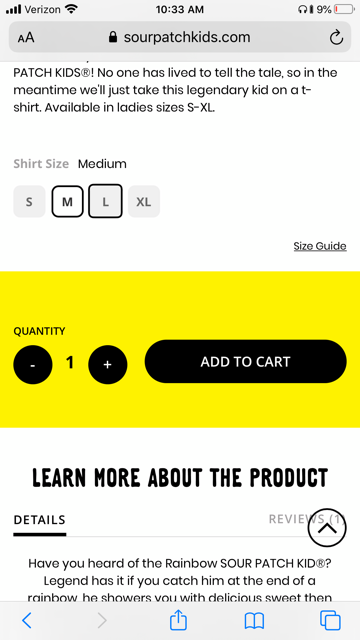 Verizon 10:33 AM 9%
AA sourpatchkids.com
PATCH KIDS®! No one has lived to tell the tale, so in the
meantime we'll just take this legendary kid on a t-
shirt. Available in ladies sizes S-XL.
Shirt Size Medium
S M L XL
Size Guide
QUANTITY
- 1 + ADD TO CART
LEARN MORE ABOUT THE PRODUCT
DETAILS REVIEWS (1)
Have you heard of the Rainbow SOUR PATCH KID®?
Legend has it if you catch him at the end of a
rainbow, he showers you with delicious sweet then